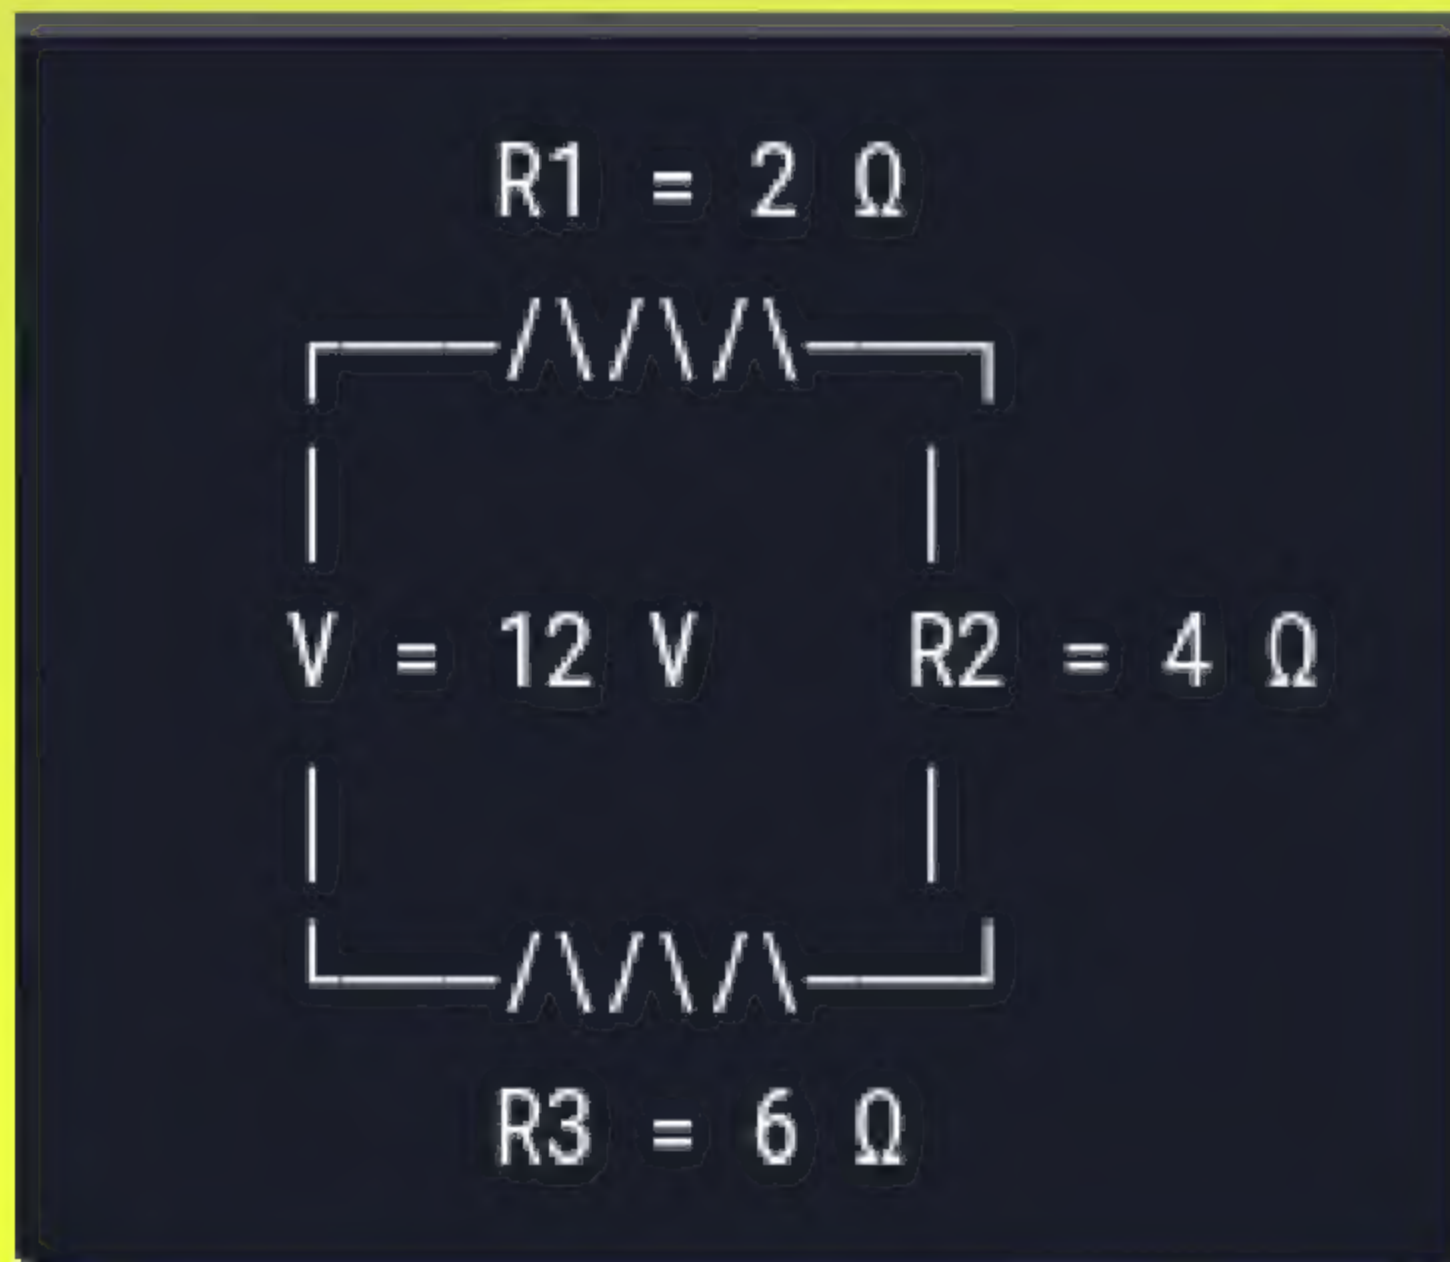 R1 = 2 Ω
V = 12 V R2 = 4 Ω
R3 = 6 Ω